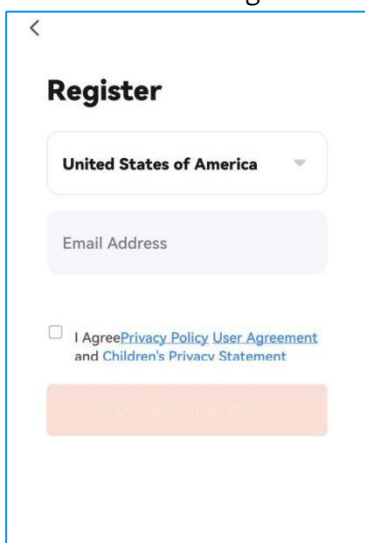 Register
United States of America
Email Address
I AgreePrivacy Policy User Agreement
and Children's Privacy Statement